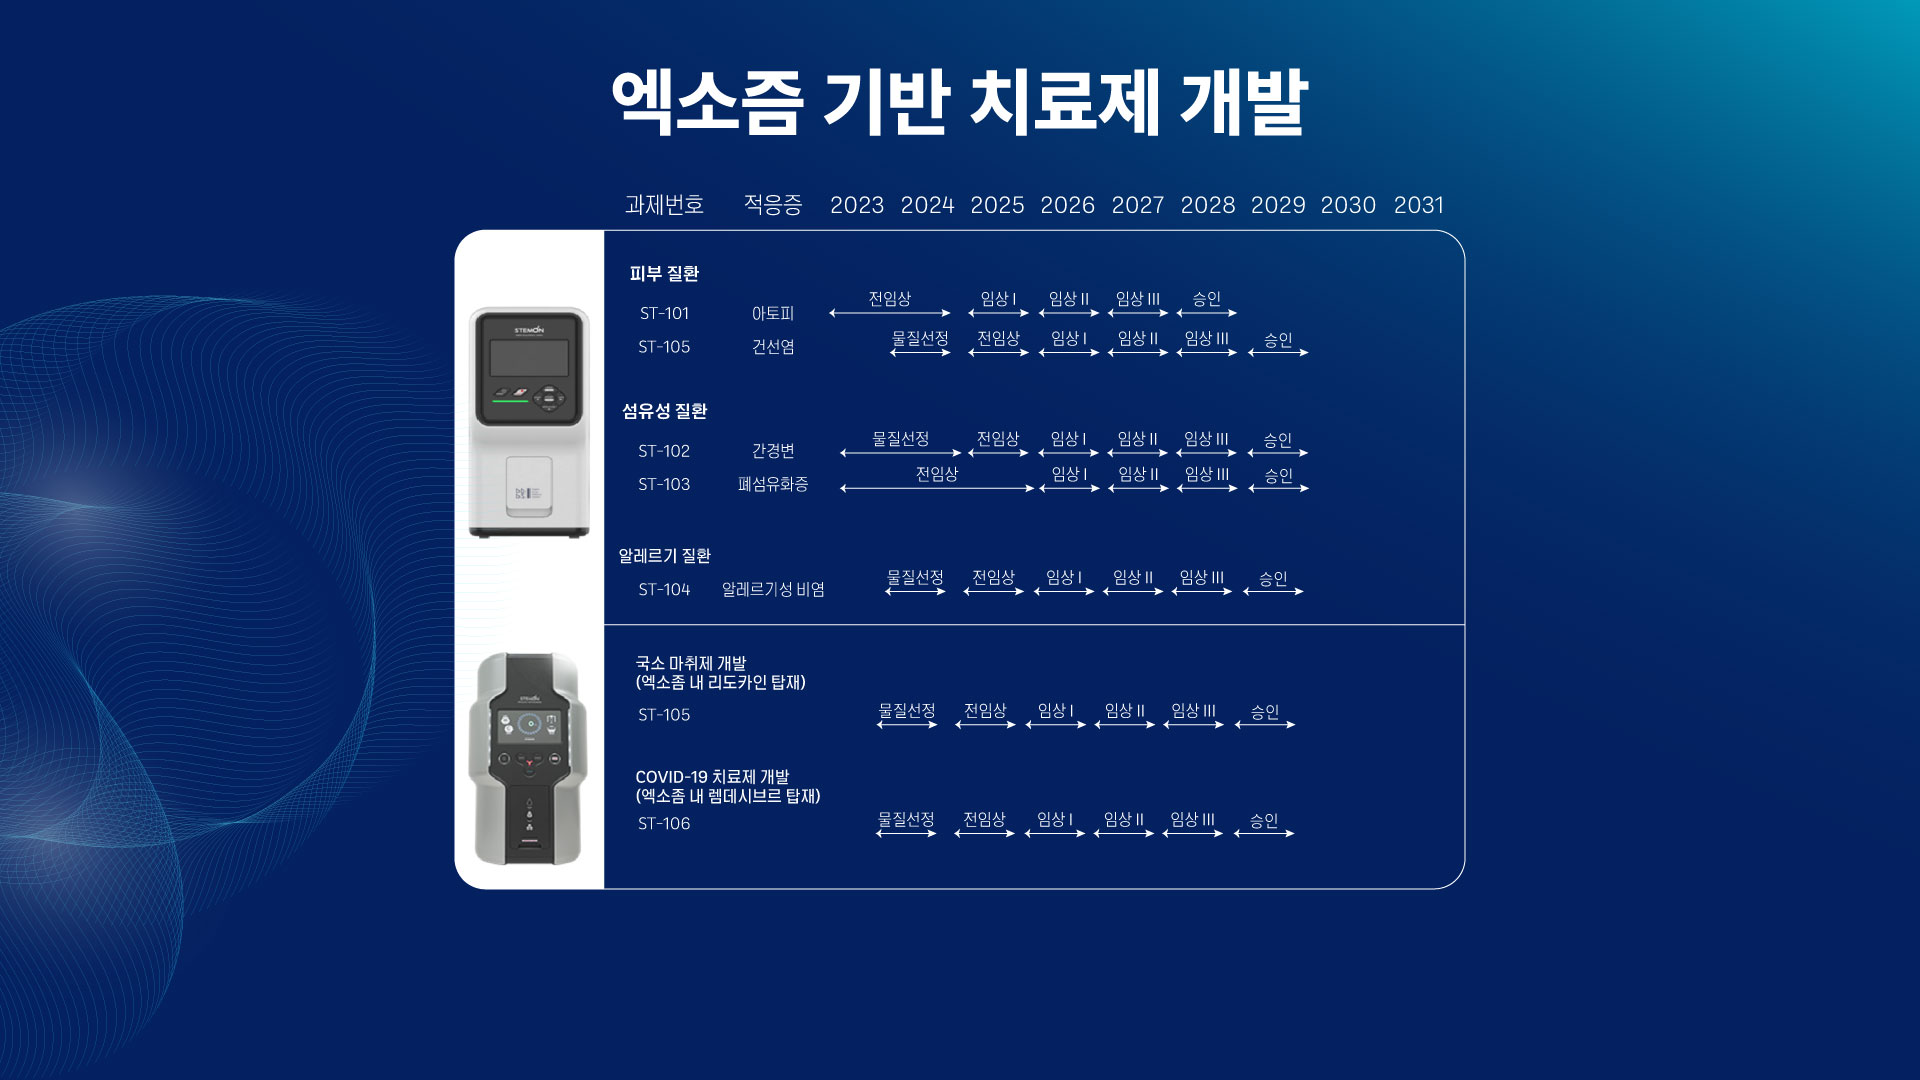 엑소즘 기반 치료제 개발
과제번호 적응증 2023 2024 2025 2026 2027 2028 2029 2030 2031
피부 질환
ST-101 아토피 전임상 임상 I 임상 II 임상 III 승인
ST-105 건선염 물질선정 전임상 임상 I 임상 II 임상 III 승인
섬유성 질환
ST-102 간경변 물질선정 전임상 임상 I 임상 II 임상 III 승인
ST-103 폐섬유화증 전임상 임상 I 임상 II 임상 III 승인
알레르기 질환
ST-104 알레르기성 비염 물질선정 전임상 임상 I 임상 II 임상 III 승인
국소 마취제 개발
(엑소좀 내 리도카인 탑재)
ST-105 물질선정 전임상 임상 I 임상 II 임상 III 승인
COVID-19 치료제 개발
(엑소좀 내 렘데시브르 탑재)
ST-106 물질선정 전임상 임상 I 임상 II 임상 III 승인
STEMON
STEMON